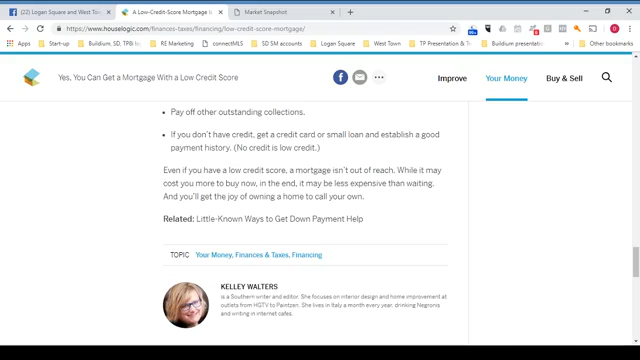 (23) Logan Square and West Tow
A Low-Credit-Score Mortgage is
Market Snapshot
https://www.houselogic.com/finances-taxes/financing/low-credit-score-mortgage/
Apps
Start-up
Buildium, SD, TPBi lo
RE Marketing
connectMLS
SD SM accounts
Logan Square
West Town
TP Presentation & T
Buildium presentation
Other bookmarks
Yes, You Can Get a Mortgage With a Low Credit Score
Improve
Your Money
Buy & Sell
• Pay off other outstanding collections.
• If you don't have credit, get a credit card or small loan and establish a good
payment history. (No credit is low credit.)
Even if you have a low credit score, a mortgage isn't out of reach. While it may
cost you more to buy now, in the end, it may be less expensive than waiting.
And you'll get the joy of owning a home to call your own.
Related: Little-Known Ways to Get Down Payment Help
TOPIC
Your Money, Finances & Taxes, Financing
KELLEY WALTERS
is a Southern writer and editor. She focuses on interior design and home improvement at
outlets from HGTV to Paintzen. She lives in Italy a month every year, drinking Negronis
and writing in internet cafes.